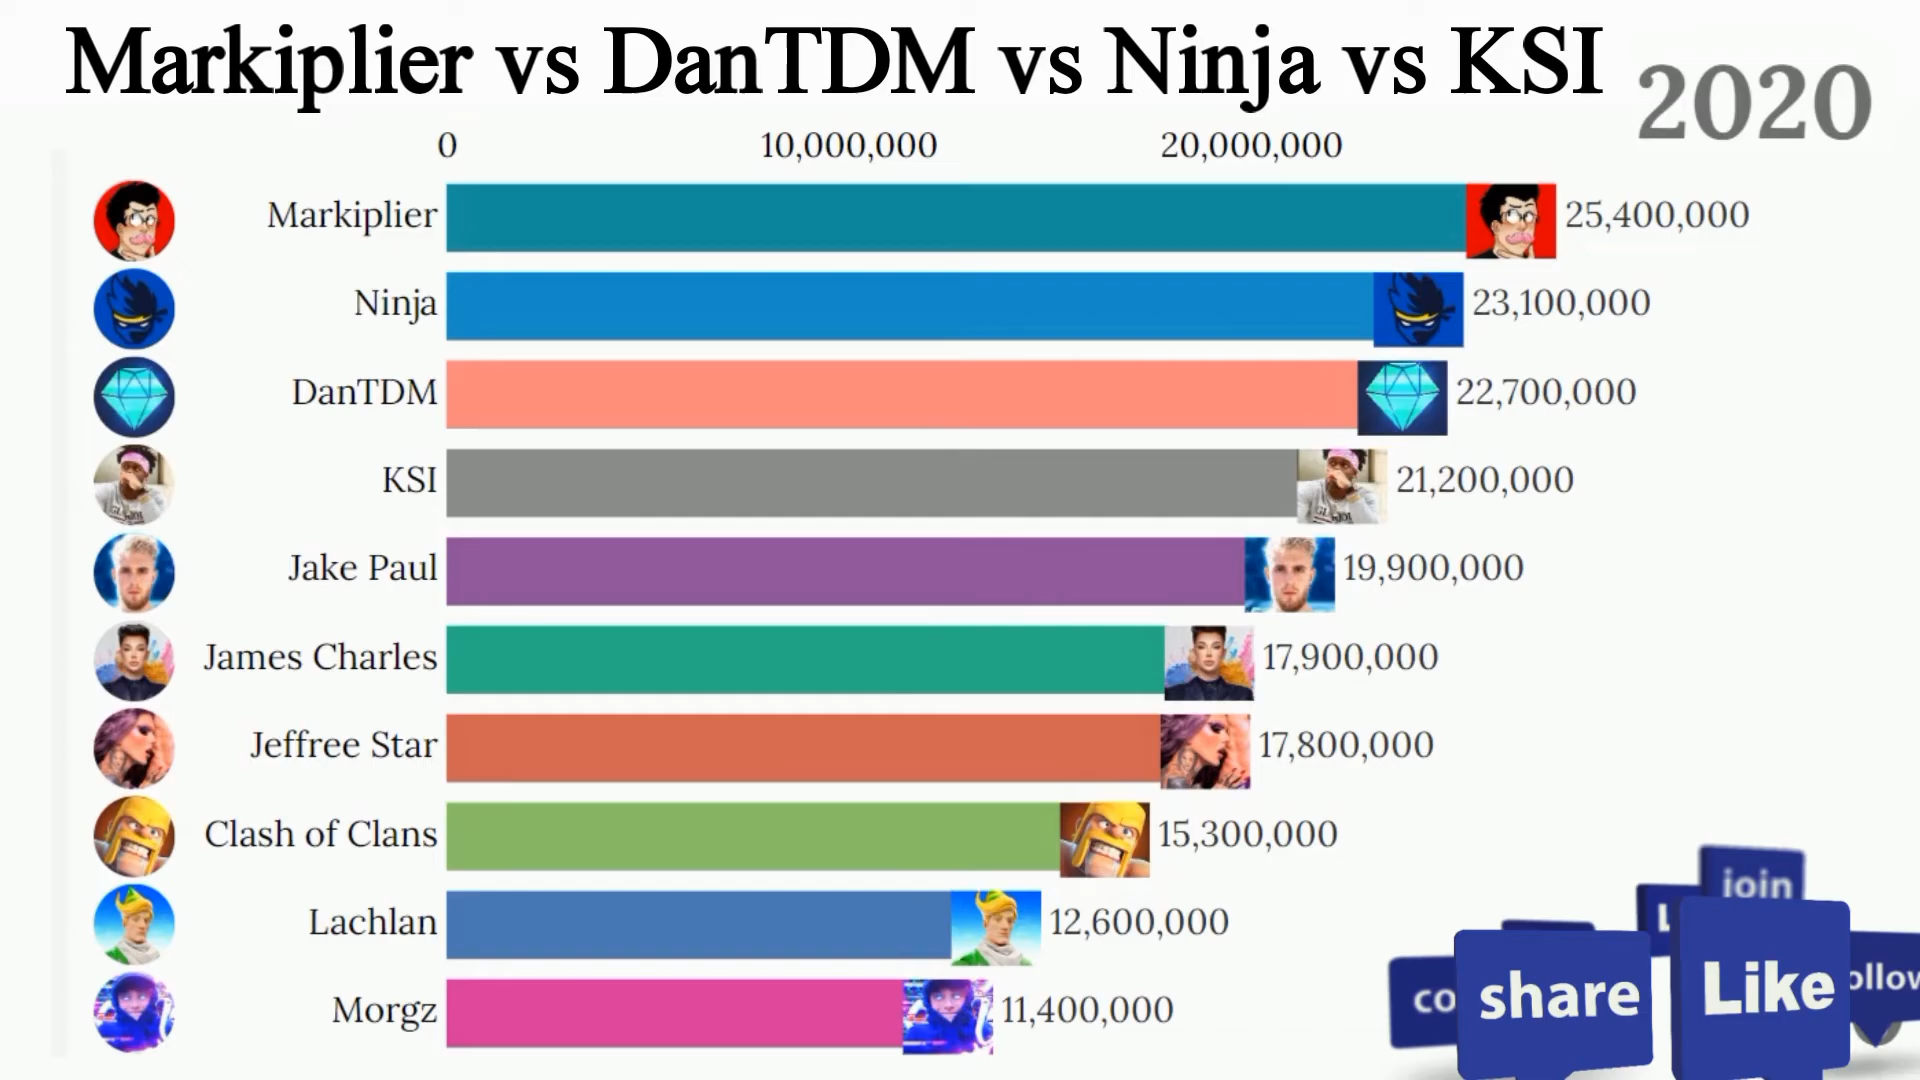 Markiplier vs DanTDM vs Ninja vs KSI
2020
0 10,000,000 20,000,000
Markiplier 25,400,000
Ninja 23,100,000
DanTDM 22,700,000
KSI 21,200,000
Jake Paul 19,900,000
James Charles 17,900,000
Jeffree Star 17,800,000
Clash of Clans 15,300,000
Lachlan 12,600,000
Morgz 11,400,000
join
L
co share Like ollow